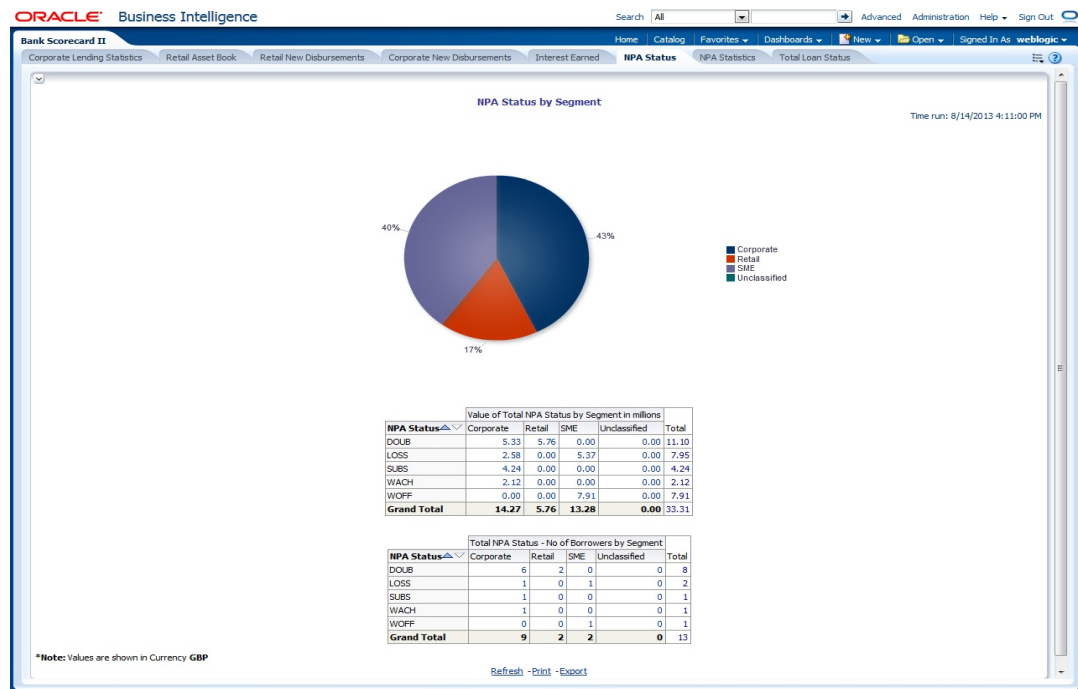 ORACLE Business Intelligence
Search All Advanced Administration Help Sign Out
Bank Scorecard II
Home Catalog Favorites Dashboards New Open Signed In As weblogic
Corporate Lending Statistics Retail Asset Book Retail New Disbursements Corporate New Disbursements Interest Earned NPA Status NPA Statistics Total Loan Status
NPA Status by Segment
Time run: 8/14/2013 4:11:00 PM
40%
43%
17%
Corporate
Retail
SME
Unclassified
Value of Total NPA Status by Segment in millions
NPA Status Corporate Retail SME Unclassified Total
DOUB 5.33 5.76 0.00 0.00 11.10
LOSS 2.58 0.00 5.37 0.00 7.95
SUBS 4.24 0.00 0.00 0.00 4.24
WACH 2.12 0.00 0.00 0.00 2.12
WOFF 0.00 0.00 7.91 0.00 7.91
Grand Total 14.27 5.76 13.28 0.00 33.31
Total NPA Status - No of Borrowers by Segment
NPA Status Corporate Retail SME Unclassified Total
DOUB 6 2 0 0 8
LOSS 1 0 1 0 2
SUBS 1 0 0 0 1
WACH 1 0 0 0 1
WOFF 0 0 1 0 1
Grand Total 9 2 2 0 13
*Note: Values are shown in Currency GBP
Refresh - Print - Export